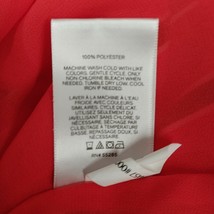 100% POLYESTER
MACHINE WASH COLD WITH LIKE
COLORS, GENTLE CYCLE. ONLY
NON CHLORINE BLEACH WHEN
NEEDED. TUMBLE DRY LOW. COOL
IRON IF NECESSARY.
LAVER À LA MACHINE À L'EAU
FROIDE AVEC COULEURS
SIMILAIRES, CYCLE DÉLICAT.
UTILISEZ SEULEMENT DU
JAVELLISANT SANS CHLORE, SI
NÉCESSAIRE. SÉCHER À CULBUTAGE
À BASSE TEMPÉRATURE.
REPASSAGE DOUX SI
NÉCESSAIRE.